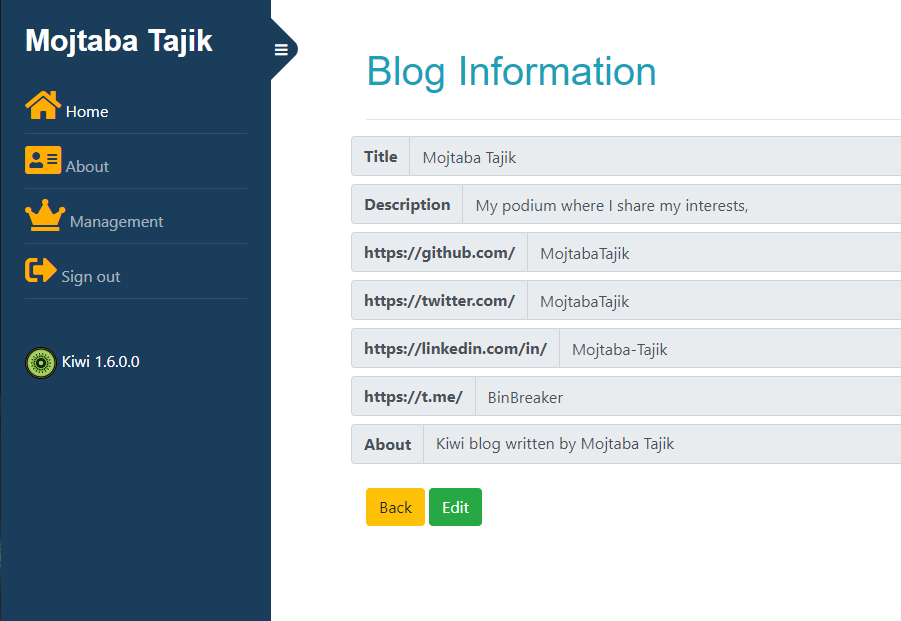 Mojtaba Tajik
Home
About
Management
Sign out
Kiwi 1.6.0.0
Blog Information
Title Mojtaba Tajik
Description My podium where I share my interests,
https://github.com/ MojtabaTajik
https://twitter.com/ MojtabaTajik
https://linkedin.com/in/ Mojtaba-Tajik
https://t.me/ BinBreaker
About Kiwi blog written by Mojtaba Tajik
Back Edit